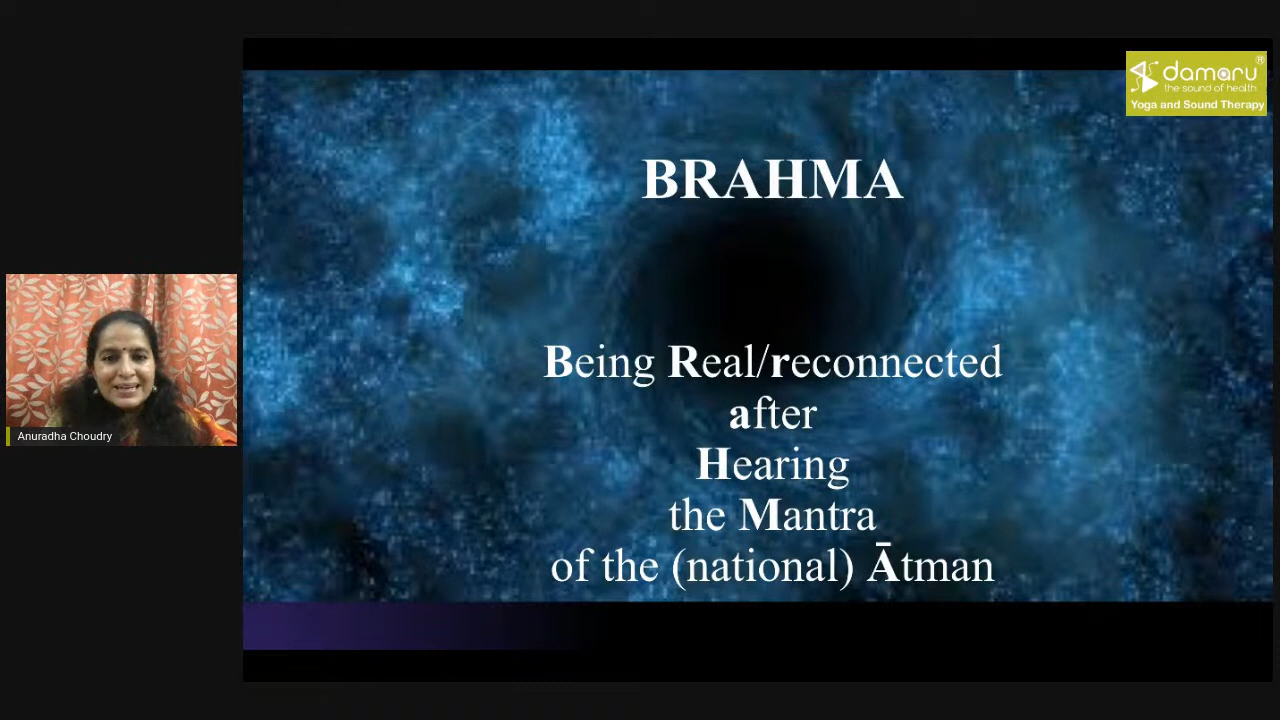 damaru®
the sound of health
Yoga and Sound Therapy
BRAHMA
Being Real/reconnected
after
Hearing
the Mantra
of the (national) Ātman
Anuradha Choudry